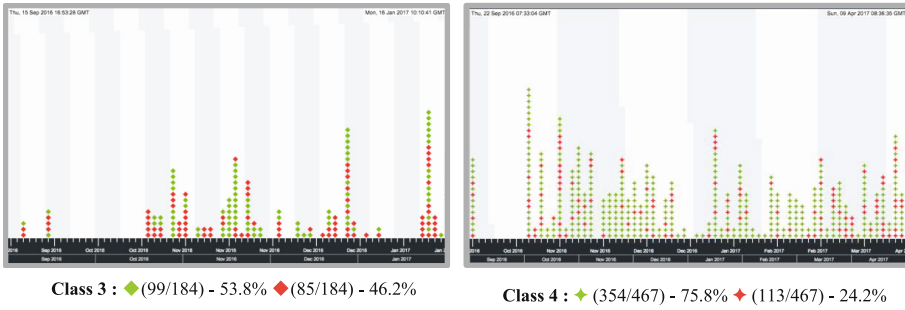 Thu, 15 Sep 2016 16:53:28 GMT
Mon, 16 Jan 2017 10:10:41 GMT
2016 Sep 2016 Oct 2016 Nov 2016 Nov 2016 Dec 2016 Dec 2016 Jan 2017
Sep 2016 Oct 2016 Nov 2016 Dec 2016 Jan 2017
Class 3 : (99/184) - 53.8% (85/184) - 46.2%
Thu, 22 Sep 2016 07:33:04 GMT
Sun, 09 Apr 2017 08:36:35 GMT
2016 Oct 2016 Nov 2016 Nov 2016 Dec 2016 Jan 2017 Feb 2017 Feb 2017 Mar 2017 Apr
Sep 2016 Oct 2016 Nov 2016 Dec 2016 Jan 2017 Feb 2017 Mar 2017 Apr 2017
Class 4 : (354/467) - 75.8% (113/467) - 24.2%